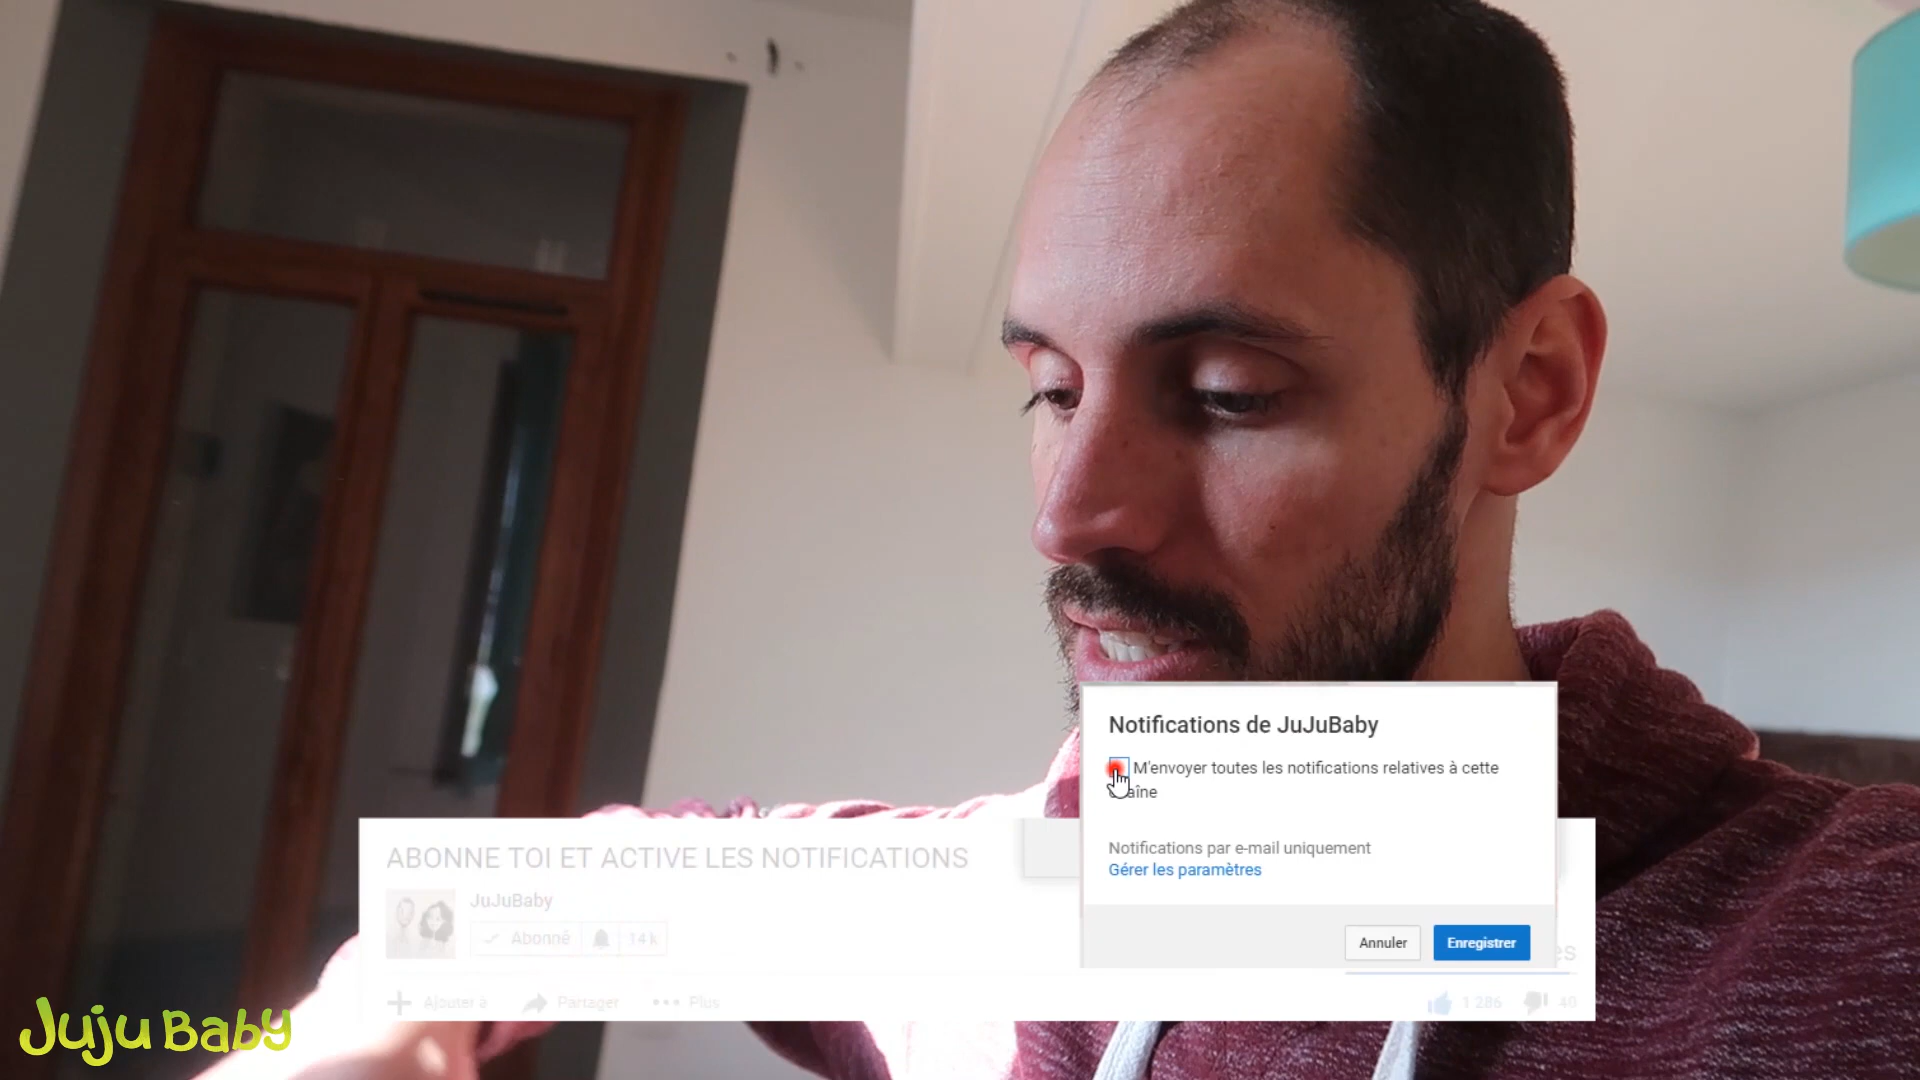 Notifications de JuJuBaby
M'envoyer toutes les notifications relatives à cette
aîne
ABONNE TOI ET ACTIVE LES NOTIFICATIONS
Notifications par e-mail uniquement
Gérer les paramètres
JuJuBaby
Abonné 14 k
Annuler Enregistrer
es
Ajouter à Partager Plus 1 286 40
Juju Baby